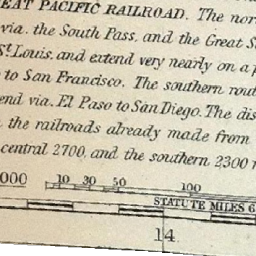 EAT PACIFIC RAILROAD. The nor
via. the South Pass, and the Great S
St. Louis, and extend very nearly on a p
to San Francisco. The southern rout
end via. El Paso to San Diego. The dis
the railroads already made from
central 2700, and the southern 2300
000 10 30 50 100
STATUTE MILES 6
14